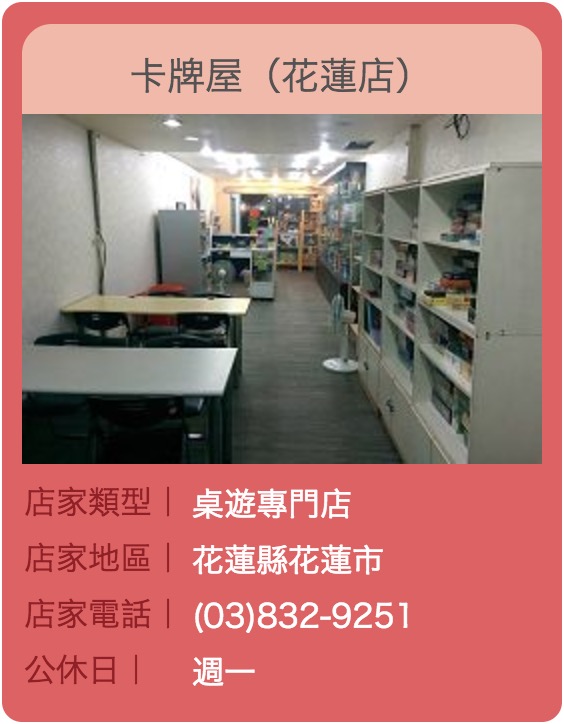 卡牌屋（花蓮店）
店家類型｜ 桌遊專門店
店家地區｜ 花蓮縣花蓮市
店家電話｜ (03)832-9251
公休日｜ 週一